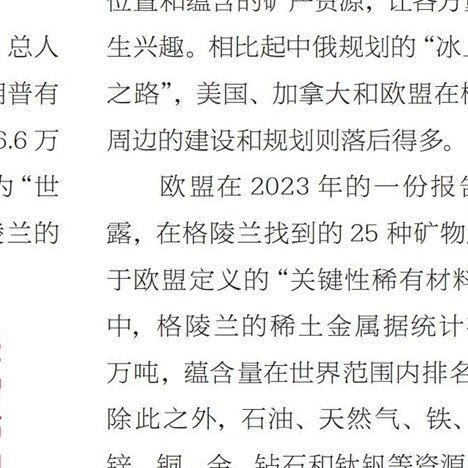 总人
朗普有
6.6 万
为“世
陵兰的
位置和蕴含的矿产资源，让各方
生兴趣。相比起中俄规划的“冰上
之路”，美国、加拿大和欧盟在
周边的建设和规划则落后得多。
欧盟在 2023 年的一份报告
露，在格陵兰找到的 25 种矿物
于欧盟定义的“关键性稀有材料
中，格陵兰的稀土金属据统计
万吨，蕴含量在世界范围内排名
除此之外，石油、天然气、铁、
锌、铜、金、钻石和钛钢等资源